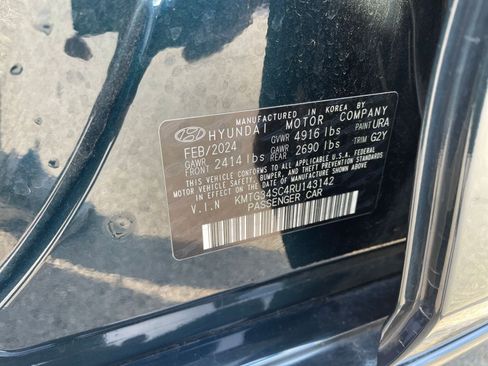 MANUFACTURED IN KOREA BY
HYUNDAI MOTOR COMPANY
FEB/2024 GVWR 4916 lbs PAINT URA
GAWR FRONT 2414 lbs GAWR REAR 2690 lbs TRIM G2Y
THIS VEHICLE CONFORMS TO ALL APPLICABLE U.S.A. FEDERAL
MOTOR VEHICLE SAFETY, BUMPER, AND THEFT PREVENTION STANDARDS
IN EFFECT ON THE DATE OF MANUFACTURE SHOWN ABOVE.
V.I.N KMTG34SC4RU143142
PASSENGER CAR